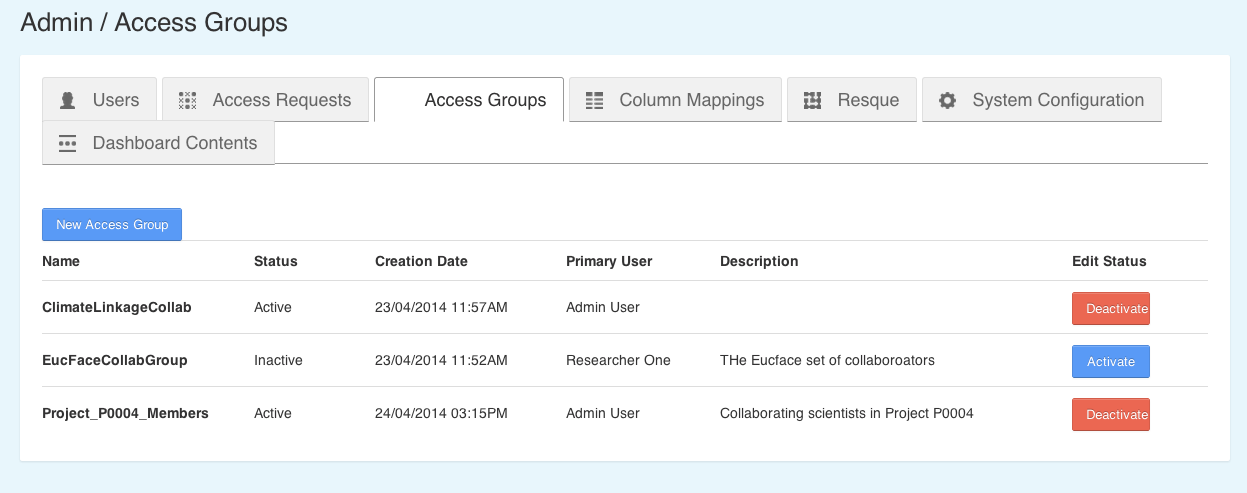 Admin / Access Groups
Users Access Requests Access Groups Column Mappings Resque System Configuration
Dashboard Contents
New Access Group
Name Status Creation Date Primary User Description Edit Status
ClimateLinkageCollab Active 23/04/2014 11:57AM Admin User Deactivate
EucFaceCollabGroup Inactive 23/04/2014 11:52AM Researcher One THe Eucface set of collaboroators Activate
Project_P0004_Members Active 24/04/2014 03:15PM Admin User Collaborating scientists in Project P0004 Deactivate